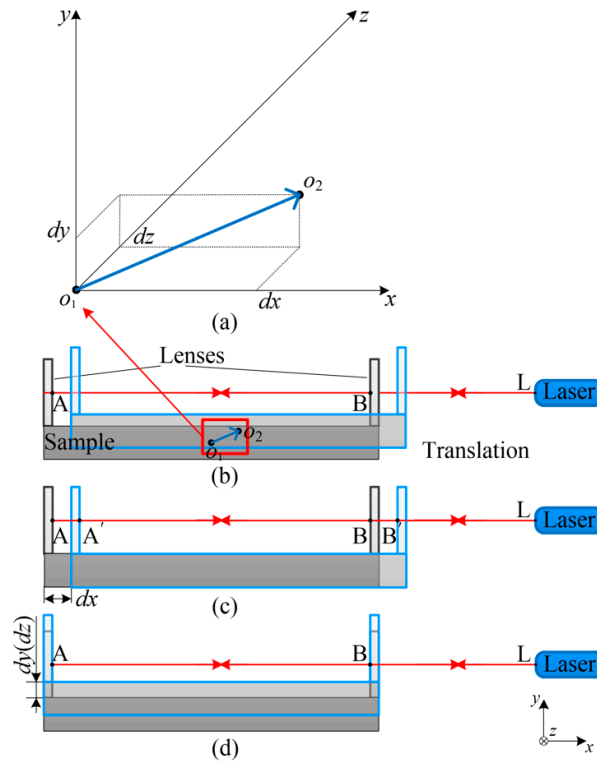 y
z
o2
dy
dz
o1
dx
x
(a)
Lenses
A
B
L
Laser
Sample
o2
o1
Translation
(b)
A
A′
B
B′
L
Laser
dx
(c)
dy(dz)
A
B
L
Laser
y
z
x
(d)